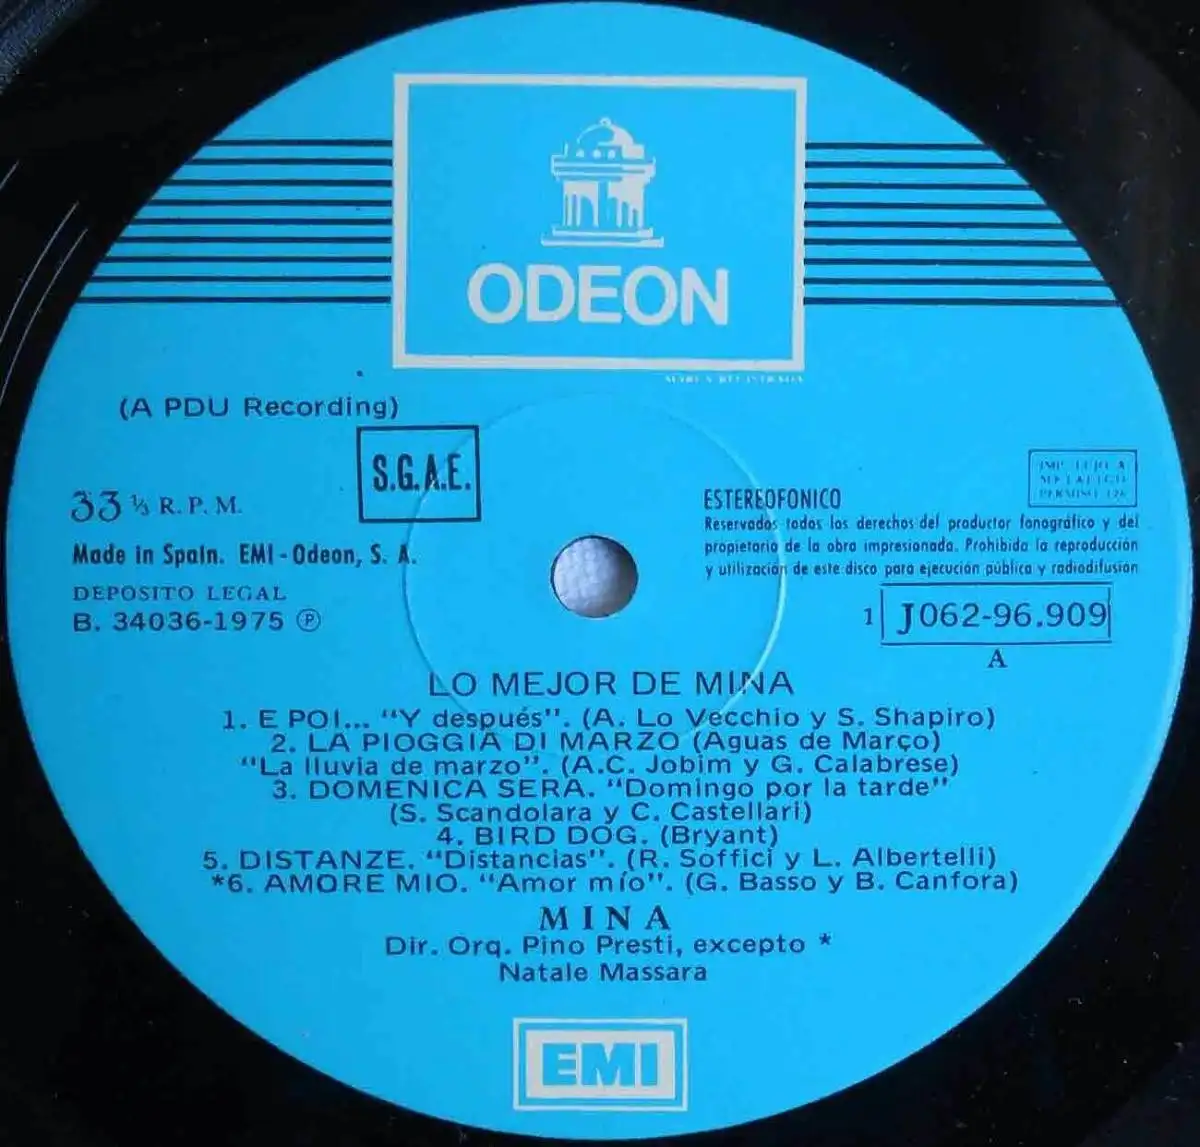 ODEON
MARCA REGISTRADA
(A PDU Recording)
S.G.A.E.
33 ⅓ R. P. M.
Made in Spain. EMI - Odeon, S. A.
DEPOSITO LEGAL
B. 34036-1975 ℗
ESTEREOFONICO
Reservados todos los derechos del productor fonográfico y del
propietario de la obra impresionada. Prohibida la reproducción
y utilización de este disco para ejecución pública y radiodifusión
1 J062-96.909
A
LO MEJOR DE MINA
1. E POI... "Y después". (A. Lo Vecchio y S. Shapiro)
2. LA PIOGGIA DI MARZO (Aguas de Março)
"La lluvia de marzo". (A.C. Jobim y G. Calabrese)
3. DOMENICA SERA. "Domingo por la tarde"
(S. Scandolara y C. Castellari)
4. BIRD DOG. (Bryant)
5. DISTANZE. "Distancias". (R. Soffici y L. Albertelli)
*6. AMORE MIO. "Amor mío". (G. Basso y B. Canfora)
MINA
Dir. Orq. Pino Presti, excepto *
Natale Massara
EMI